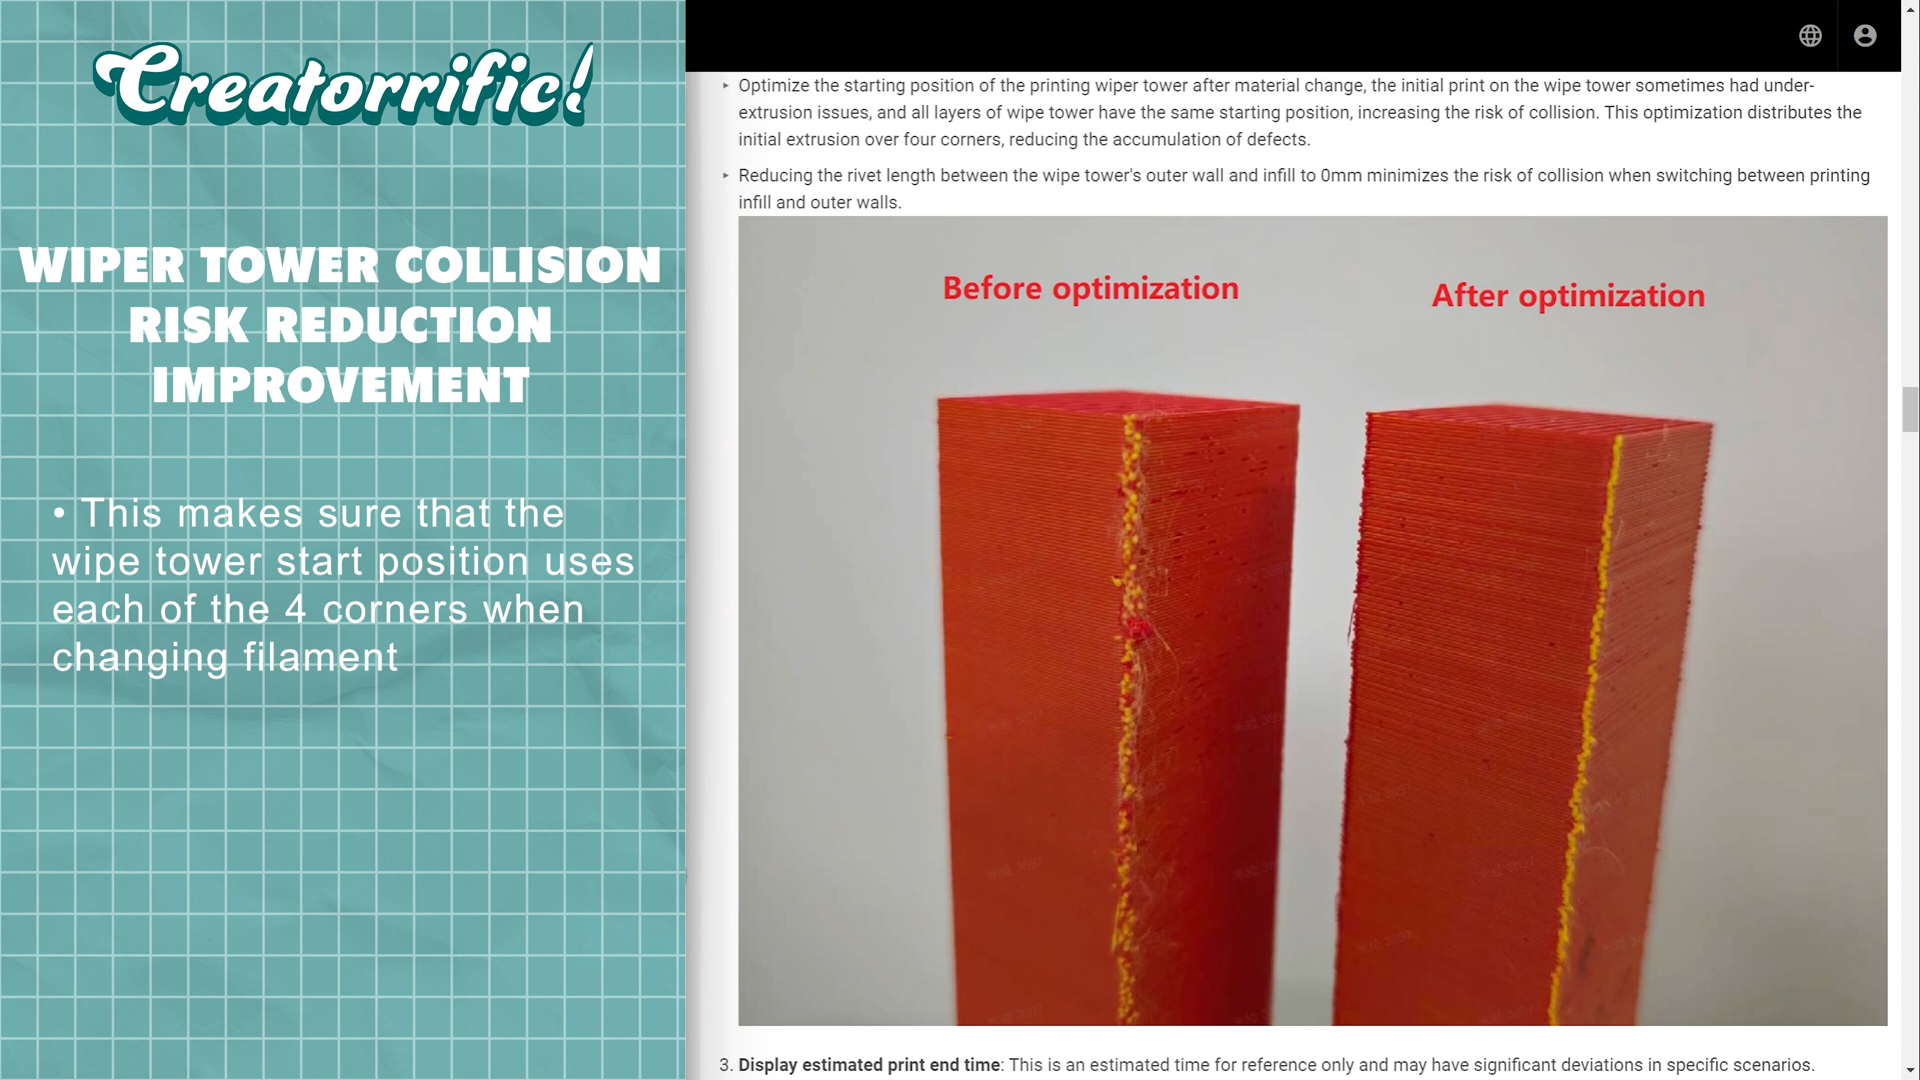 Creatorrific!
WIPER TOWER COLLISION
RISK REDUCTION
IMPROVEMENT
• This makes sure that the
wipe tower start position uses
each of the 4 corners when
changing filament
‣ Optimize the starting position of the printing wiper tower after material change, the initial print on the wipe tower sometimes had under-
extrusion issues, and all layers of wipe tower have the same starting position, increasing the risk of collision. This optimization distributes the
initial extrusion over four corners, reducing the accumulation of defects.
‣ Reducing the rivet length between the wipe tower's outer wall and infill to 0mm minimizes the risk of collision when switching between printing
infill and outer walls.
Before optimization
After optimization
3. Display estimated print end time: This is an estimated time for reference only and may have significant deviations in specific scenarios.